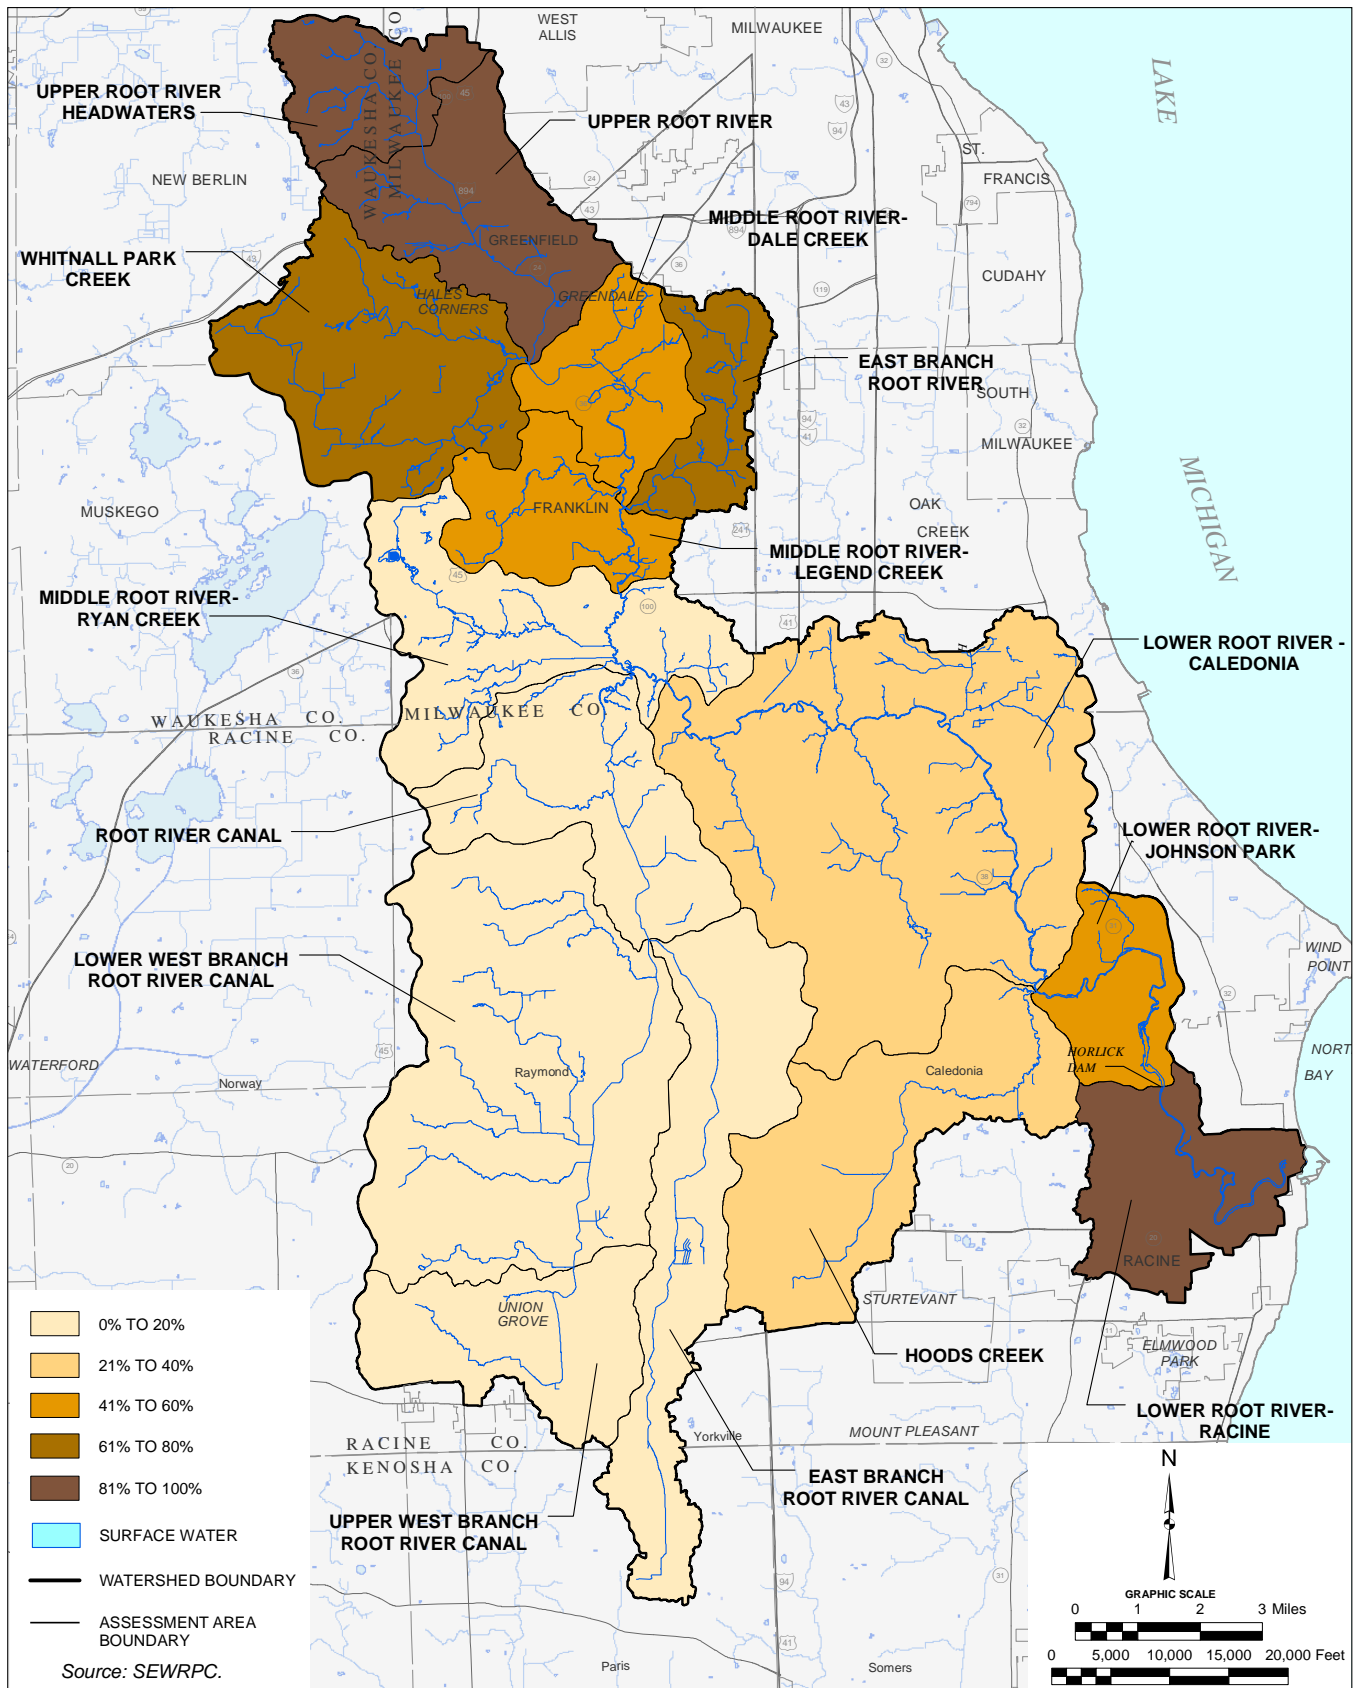 WEST
ALLIS
MILWAUKEE
LAKE
WAUKESHA CO.
MILWAUKEE CO.
UPPER ROOT RIVER
HEADWATERS
UPPER ROOT RIVER
NEW BERLIN
ST.
FRANCIS
MIDDLE ROOT RIVER-
DALE CREEK
GREENFIELD
WHITNALL PARK
CREEK
HALES
CORNERS
GREENDALE
CUDAHY
EAST BRANCH
ROOT RIVER
SOUTH
MILWAUKEE
MICHIGAN
MUSKEGO
FRANKLIN
OAK
CREEK
MIDDLE ROOT RIVER-
LEGEND CREEK
MIDDLE ROOT RIVER-
RYAN CREEK
LOWER ROOT RIVER -
CALEDONIA
WAUKESHA CO.
RACINE CO.
MILWAUKEE CO
ROOT RIVER CANAL
LOWER ROOT RIVER-
JOHNSON PARK
LOWER WEST BRANCH
ROOT RIVER CANAL
WIND
POINT
WATERFORD
Norway
Raymond
Caledonia
HORLICK
DAM
NORT
BAY
RACINE
UNION
GROVE
STURTEVANT
ELMWOOD
PARK
HOODS CREEK
LOWER ROOT RIVER-
RACINE
Yorkville
MOUNT PLEASANT
RACINE CO.
KENOSHA CO.
EAST BRANCH
ROOT RIVER CANAL
UPPER WEST BRANCH
ROOT RIVER CANAL
Paris
Somers
0% TO 20%
21% TO 40%
41% TO 60%
61% TO 80%
81% TO 100%
SURFACE WATER
WATERSHED BOUNDARY
ASSESSMENT AREA
BOUNDARY
Source: SEWRPC.
N
GRAPHIC SCALE
0 1 2 3 Miles
0 5,000 10,000 15,000 20,000 Feet